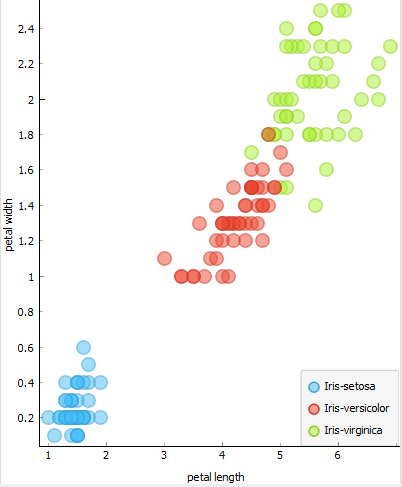 2.4
2.2
2
1.8
1.6
1.4
1.2
1
0.8
0.6
0.4
0.2
petal width
1 2 3 4 5 6
petal length
Iris-setosa
Iris-versicolor
Iris-virginica